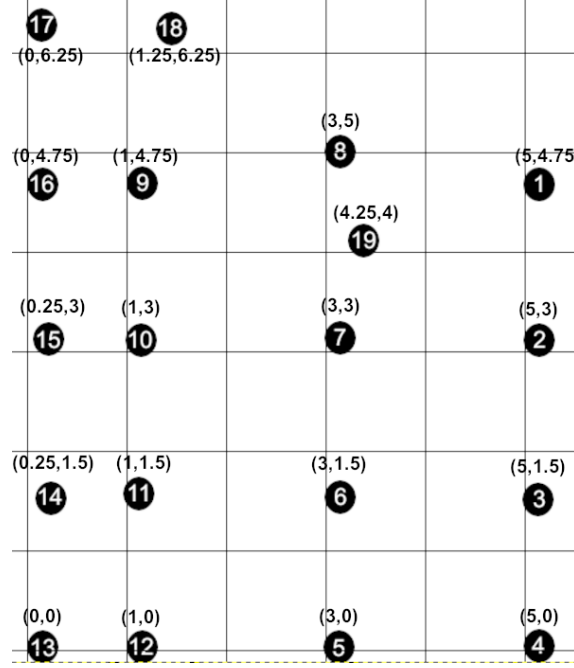 17 18
(0,6.25) (1.25,6.25)
(3,5)
8
(0,4.75) (1,4.75) (5,4.75
16 9 1
(4.25,4)
19
(0.25,3) (1,3) (3,3) (5,3)
15 10 7 2
(0.25,1.5) (1,1.5) (3,1.5) (5,1.5)
14 11 6 3
(0,0) (1,0) (3,0) (5,0)
13 12 5 4